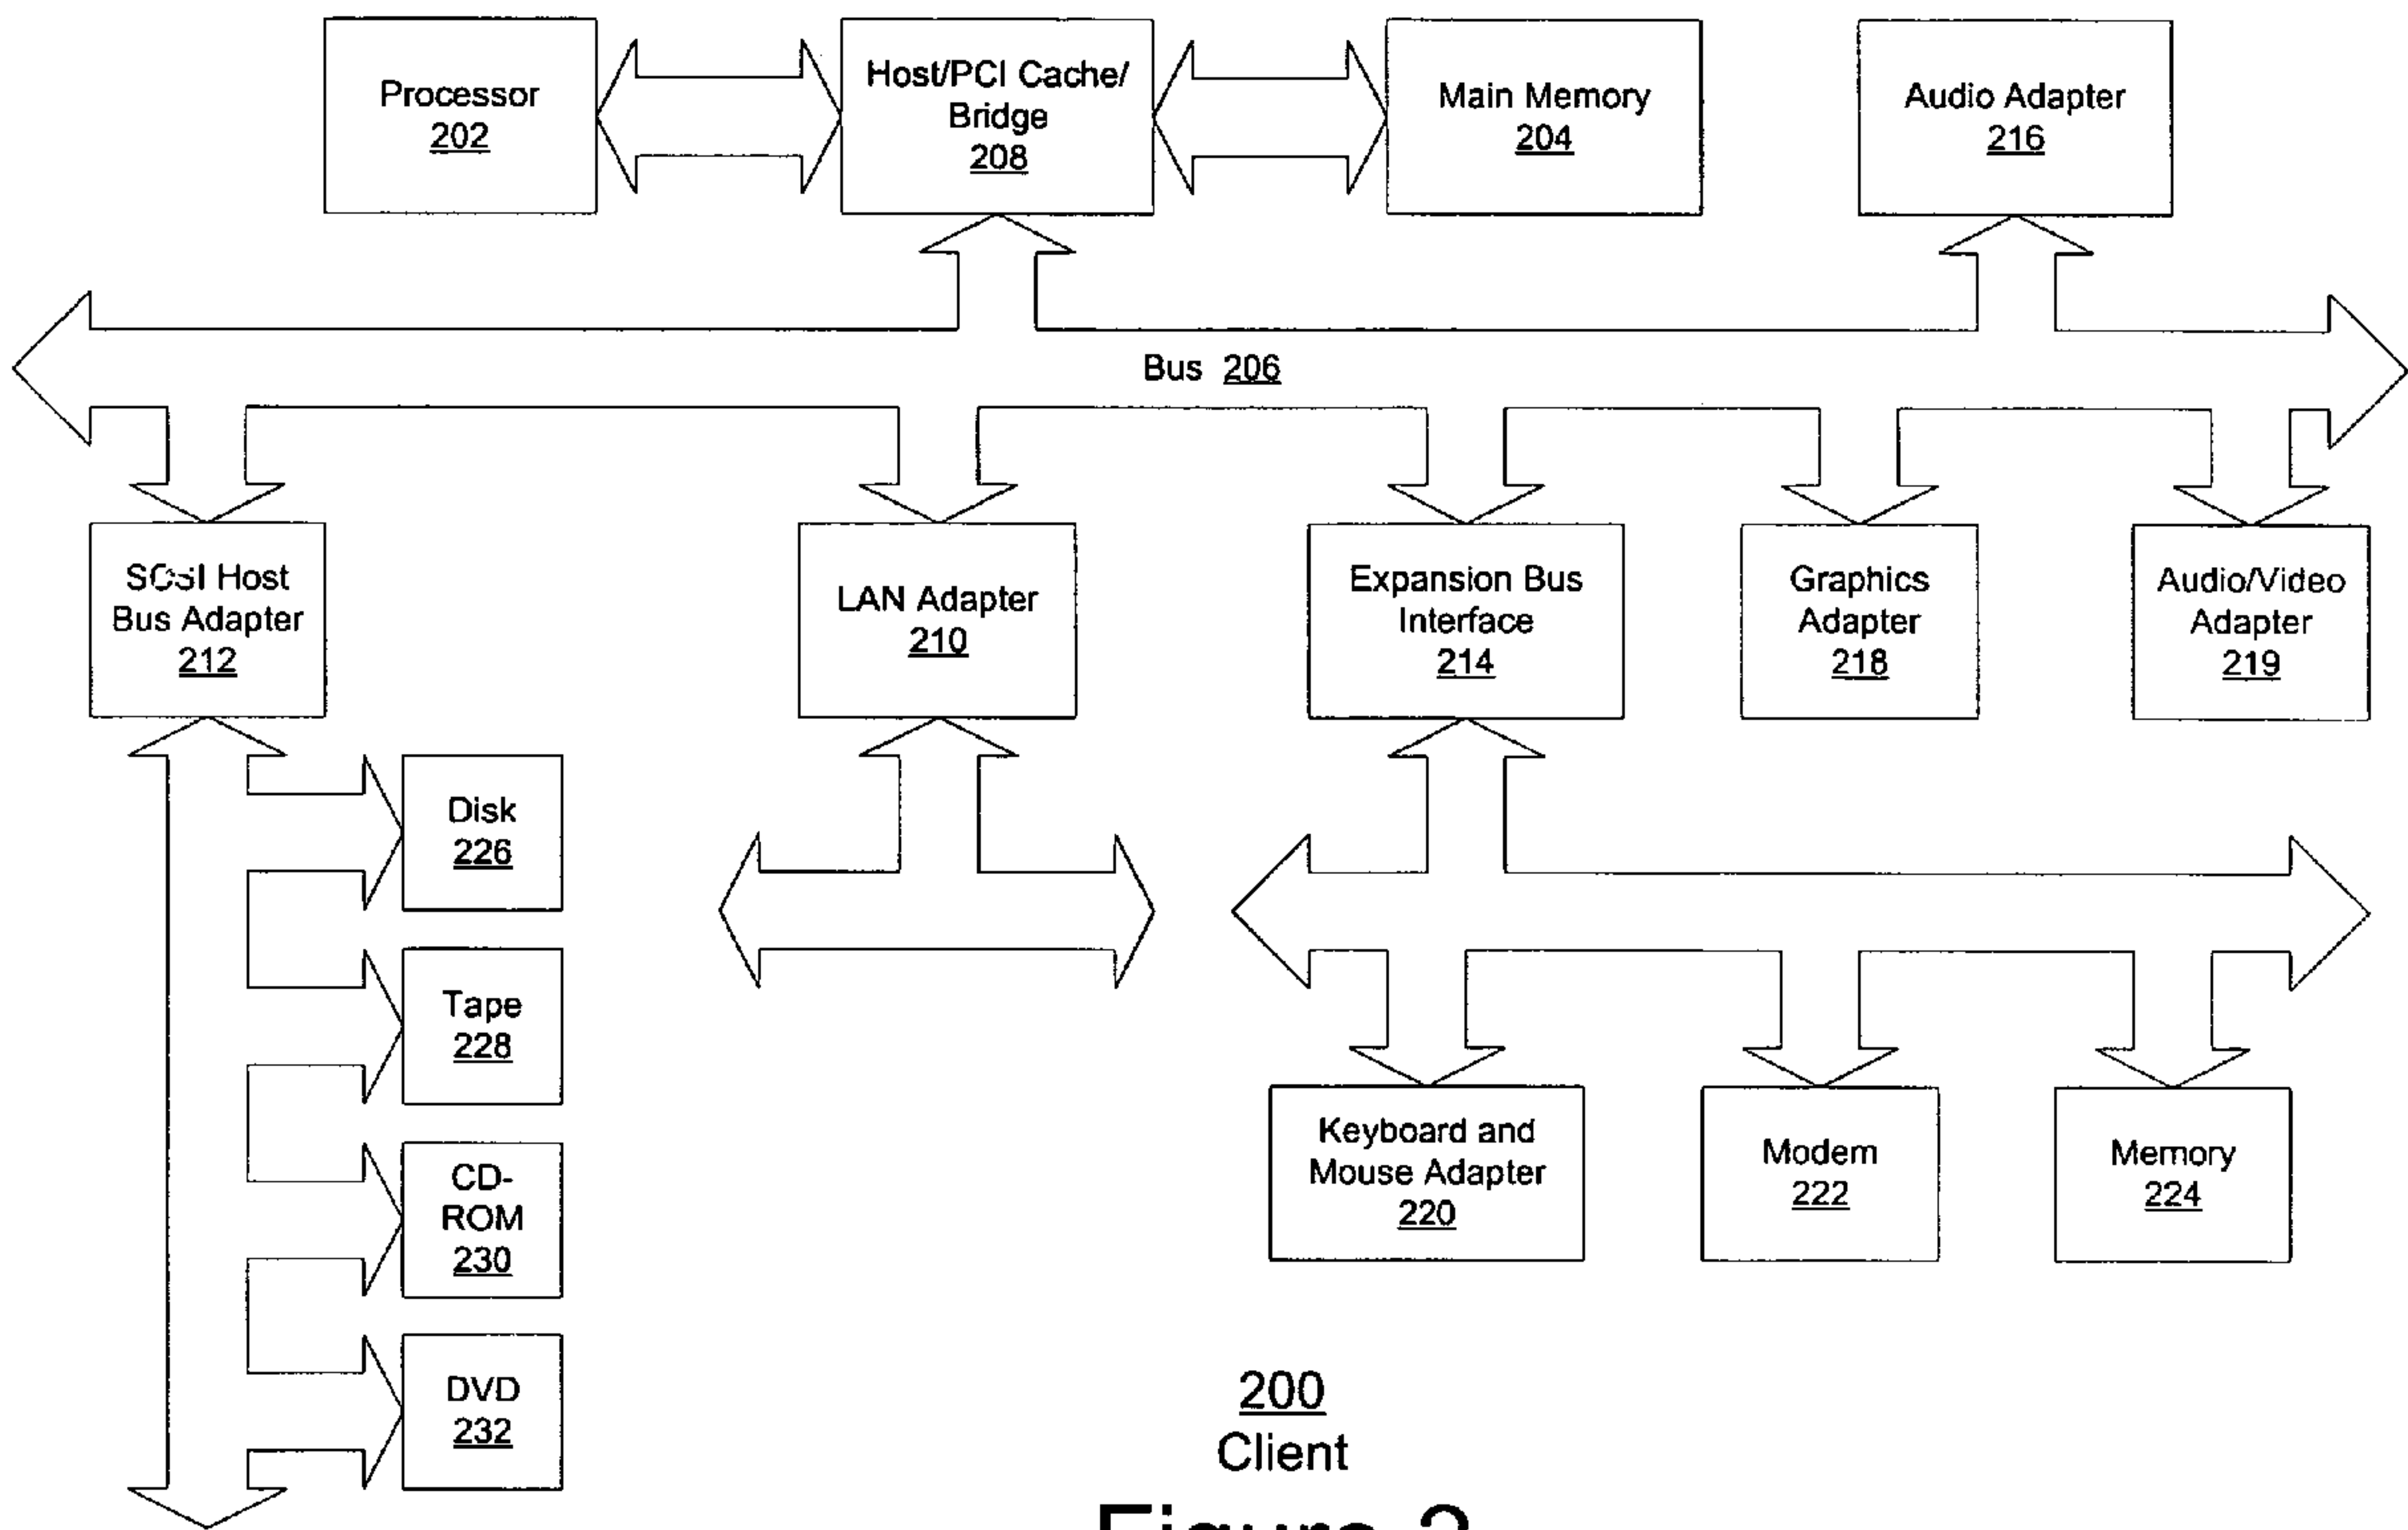 Processor
202
Host/PCI Cache/
Bridge
208
Main Memory
204
Audio Adapter
216
Bus 206
SCSI Host
Bus Adapter
212
LAN Adapter
210
Expansion Bus
Interface
214
Graphics
Adapter
218
Audio/Video
Adapter
219
Disk
226
Tape
228
CD-
ROM
230
DVD
232
Keyboard and
Mouse Adapter
220
Modem
222
Memory
224
200
Client
Figure 2